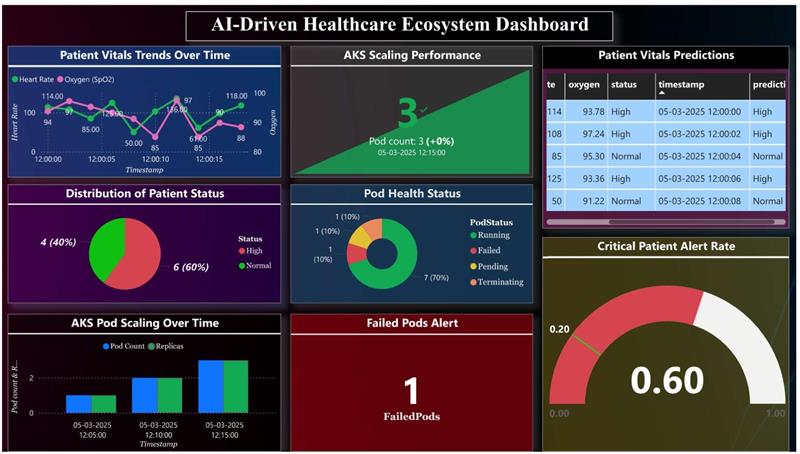 AI-Driven Healthcare Ecosystem Dashboard
Patient Vitals Trends Over Time
Heart Rate Oxygen (SpO2)
114.00
97
85.00
50.00
136.00
97
61.00
90
118.00
94
85
85
88
100
0
100
90
80
Heart Rate
Oxygen
12:00:00 12:00:05 12:00:10 12:00:15
Timestamp
AKS Scaling Performance
3
Pod count: 3 (+0%)
05-03-2025 12:15:00
Patient Vitals Predictions
te oxygen status timestamp predicti
114 93.78 High 05-03-2025 12:00:00 High
108 97.24 High 05-03-2025 12:00:02 High
85 95.30 Normal 05-03-2025 12:00:04 Normal
125 93.36 High 05-03-2025 12:00:06 High
50 91.22 Normal 05-03-2025 12:00:08 Normal
Distribution of Patient Status
4 (40%)
6 (60%)
Status
High
Normal
Pod Health Status
1 (10%)
1 (10%)
1
(10%)
7 (70%)
PodStatus
Running
Failed
Pending
Terminating
Critical Patient Alert Rate
0.20
0.60
0.00
1.00
AKS Pod Scaling Over Time
Pod Count Replicas
Pod count & R...
2
0
05-03-2025 05-03-2025 05-03-2025
12:05:00 12:10:00 12:15:00
Timestamp
Failed Pods Alert
1
FailedPods